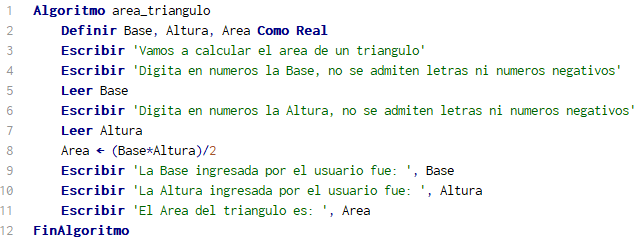 1 Algoritmo area_triangulo
2 Definir Base, Altura, Area Como Real
3 Escribir 'Vamos a calcular el area de un triangulo'
4 Escribir 'Digita en numeros la Base, no se admiten letras ni numeros negativos'
5 Leer Base
6 Escribir 'Digita en numeros la Altura, no se admiten letras ni numeros negativos'
7 Leer Altura
8 Area ← (Base*Altura)/2
9 Escribir 'La Base ingresada por el usuario fue: ', Base
10 Escribir 'La Altura ingresada por el usuario fue: ', Altura
11 Escribir 'El Area del triangulo es: ', Area
12 FinAlgoritmo